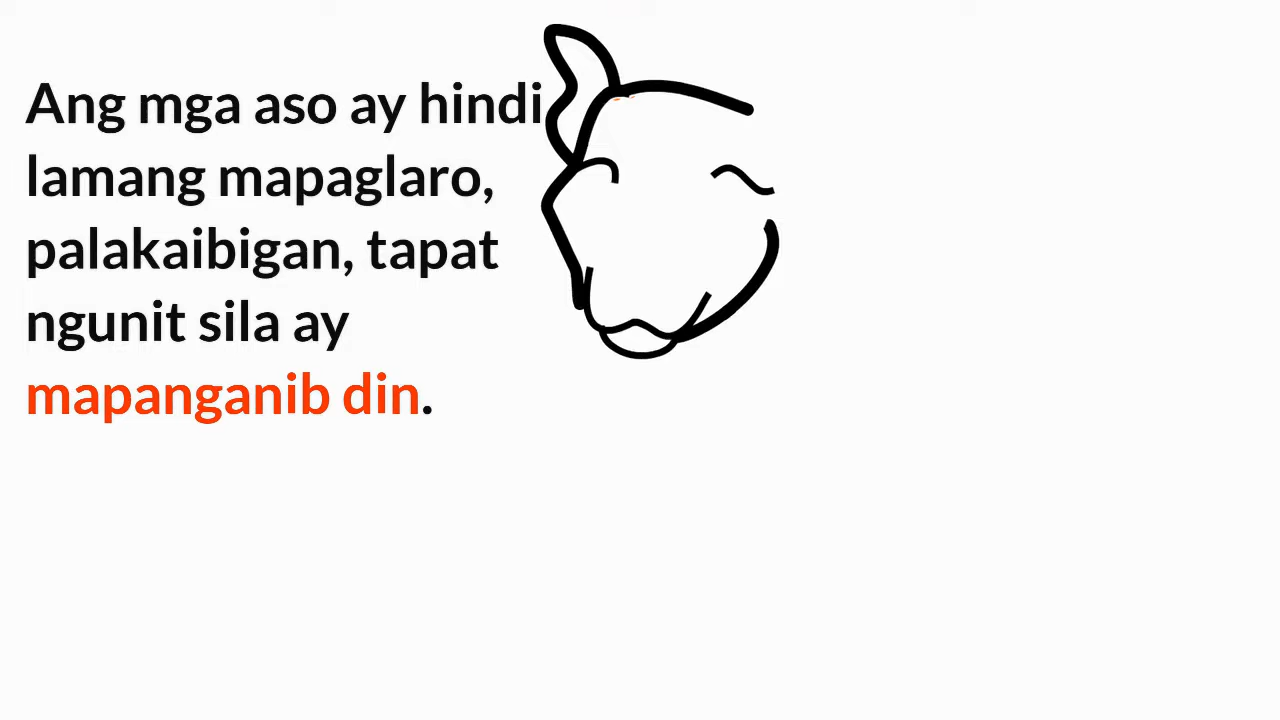 Ang mga aso ay hindi
lamang mapaglaro,
palakaibigan, tapat
ngunit sila ay
mapanganib din.